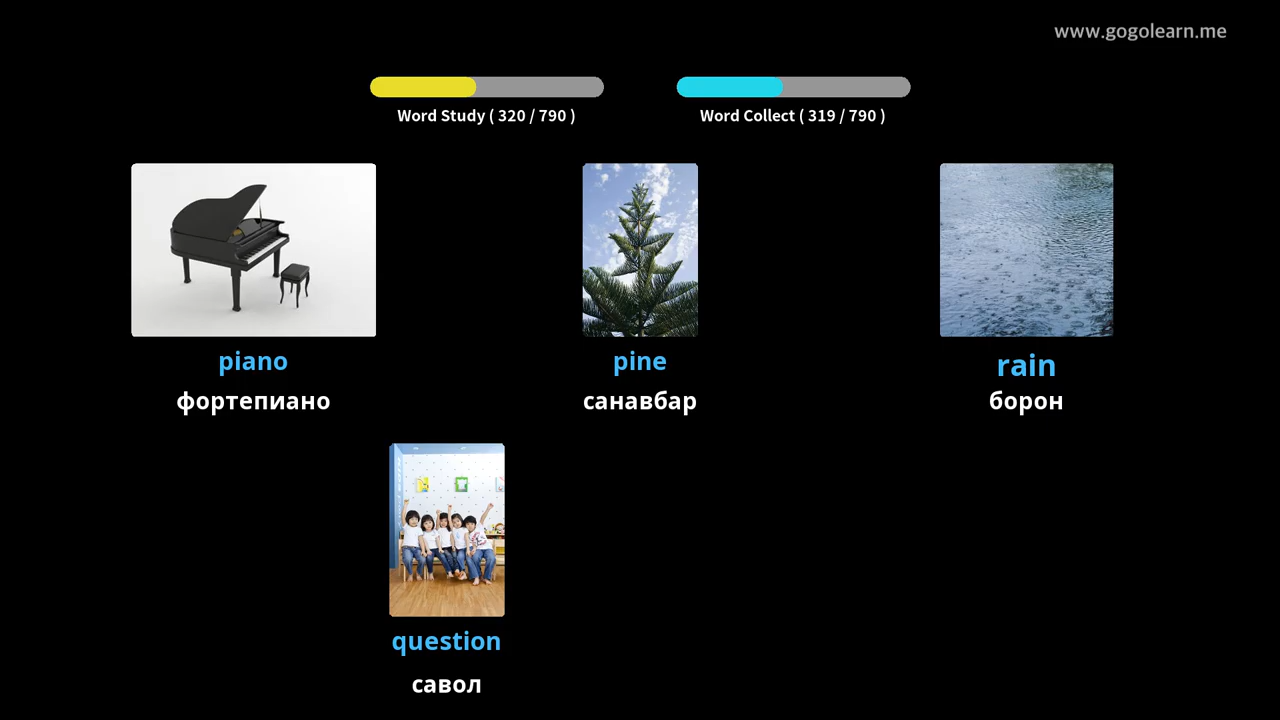 www.gogolearn.me
Word Study ( 320 / 790 )
Word Collect ( 319 / 790 )
piano
фортепиано
pine
санавбар
rain
борон
question
савол